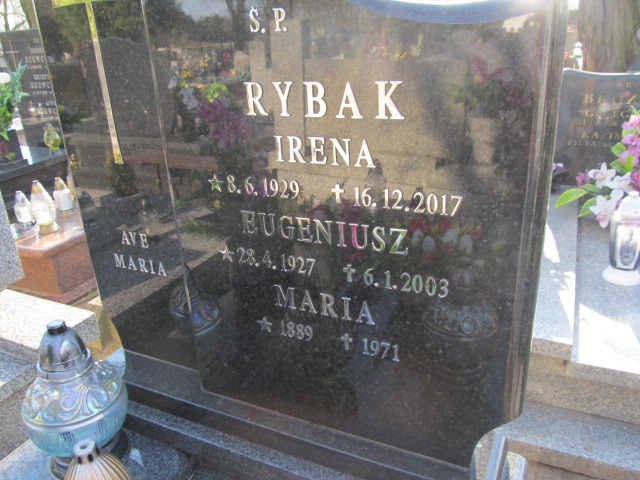 Ś. P.
RYBAK
IRENA
★ 8.6.1929 ✝ 16.12.2017
EUGENIUSZ
★ 28.4.1927 ✝ 6.1.2003
MARIA
★ 1889 ✝ 1971
AVE
MARIA